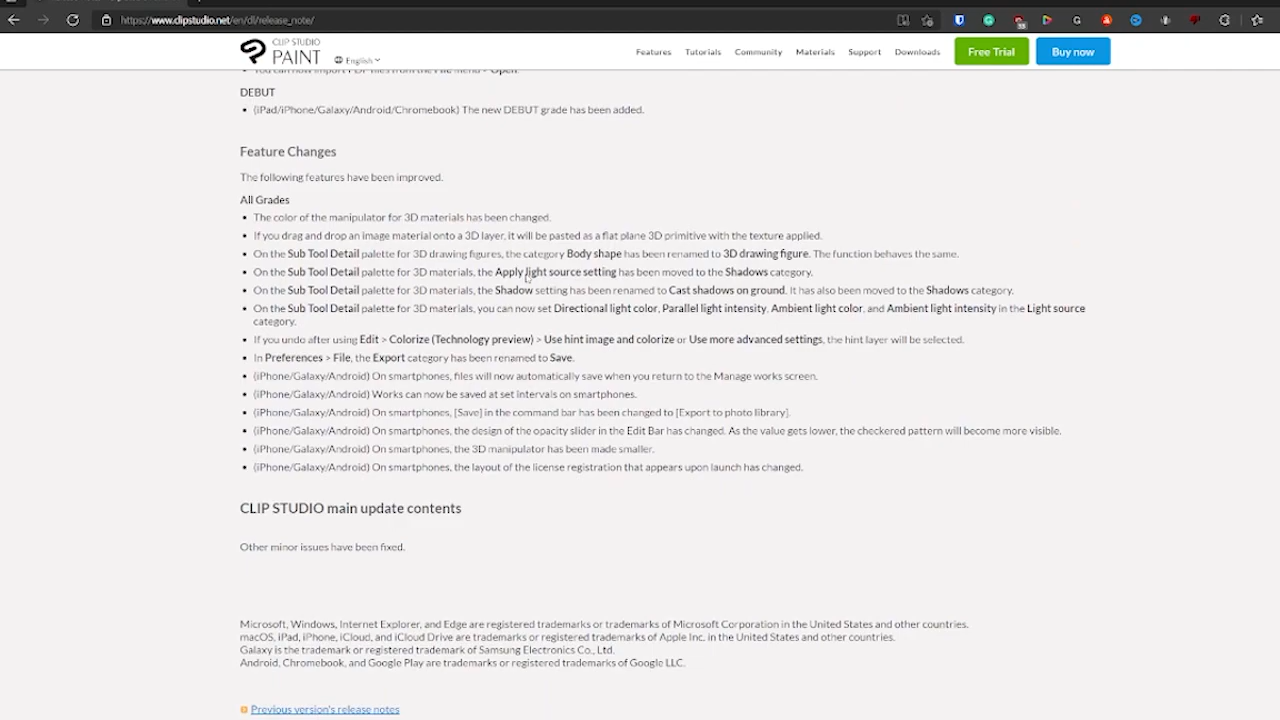 https://www.clipstudio.net/en/dl/release_note/
CLIP STUDIO
PAINT
English
Features Tutorials Community Materials Support Downloads Free Trial Buy now
You can now import PDF files from the File menu > Open.
DEBUT
• (iPad/iPhone/Galaxy/Android/Chromebook) The new DEBUT grade has been added.
Feature Changes
The following features have been improved.
All Grades
• The color of the manipulator for 3D materials has been changed.
• If you drag and drop an image material onto a 3D layer, it will be pasted as a flat plane 3D primitive with the texture applied.
• On the Sub Tool Detail palette for 3D drawing figures, the category Body shape has been renamed to 3D drawing figure. The function behaves the same.
• On the Sub Tool Detail palette for 3D materials, the Apply light source setting has been moved to the Shadows category.
• On the Sub Tool Detail palette for 3D materials, the Shadow setting has been renamed to Cast shadows on ground. It has also been moved to the Shadows category.
• On the Sub Tool Detail palette for 3D materials, you can now set Directional light color, Parallel light intensity, Ambient light color, and Ambient light intensity in the Light source
category.
• If you undo after using Edit > Colorize (Technology preview) > Use hint image and colorize or Use more advanced settings, the hint layer will be selected.
• In Preferences > File, the Export category has been renamed to Save.
• (iPhone/Galaxy/Android) On smartphones, files will now automatically save when you return to the Manage works screen.
• (iPhone/Galaxy/Android) Works can now be saved at set intervals on smartphones.
• (iPhone/Galaxy/Android) On smartphones, [Save] in the command bar has been changed to [Export to photo library].
• (iPhone/Galaxy/Android) On smartphones, the design of the opacity slider in the Edit Bar has changed. As the value gets lower, the checkered pattern will become more visible.
• (iPhone/Galaxy/Android) On smartphones, the 3D manipulator has been made smaller.
• (iPhone/Galaxy/Android) On smartphones, the layout of the license registration that appears upon launch has changed.
CLIP STUDIO main update contents
Other minor issues have been fixed.
Microsoft, Windows, Internet Explorer, and Edge are registered trademarks or trademarks of Microsoft Corporation in the United States and other countries.
macOS, iPad, iPhone, iCloud, and iCloud Drive are trademarks or registered trademarks of Apple Inc. in the United States and other countries.
Galaxy is the trademark or registered trademark of Samsung Electronics Co., Ltd.
Android, Chromebook, and Google Play are trademarks or registered trademarks of Google LLC.
Previous version's release notes